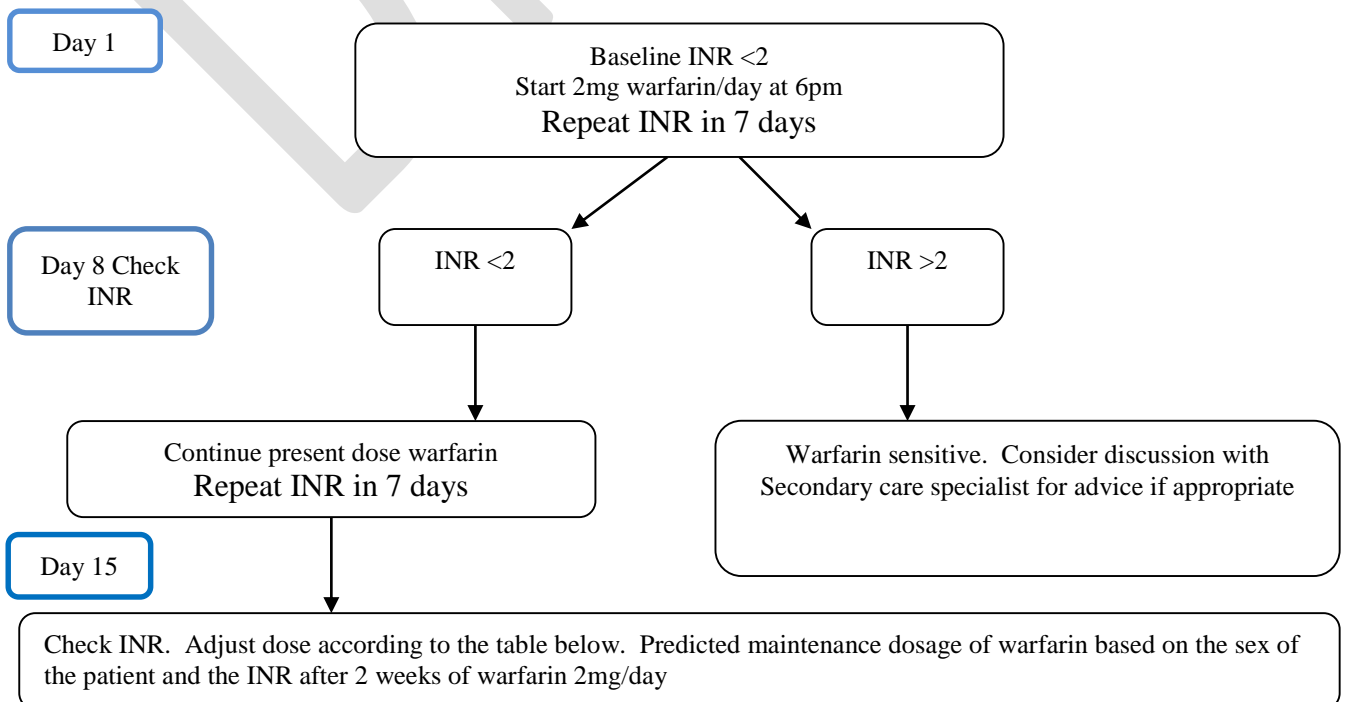 Day 1
Baseline INR <2
Start 2mg warfarin/day at 6pm
Repeat INR in 7 days
Day 8 Check
INR
INR <2
INR >2
Continue present dose warfarin
Repeat INR in 7 days
Warfarin sensitive.  Consider discussion with
Secondary care specialist for advice if appropriate
Day 15
Check INR.  Adjust dose according to the table below.  Predicted maintenance dosage of warfarin based on the sex of
the patient and the INR after 2 weeks of warfarin 2mg/day